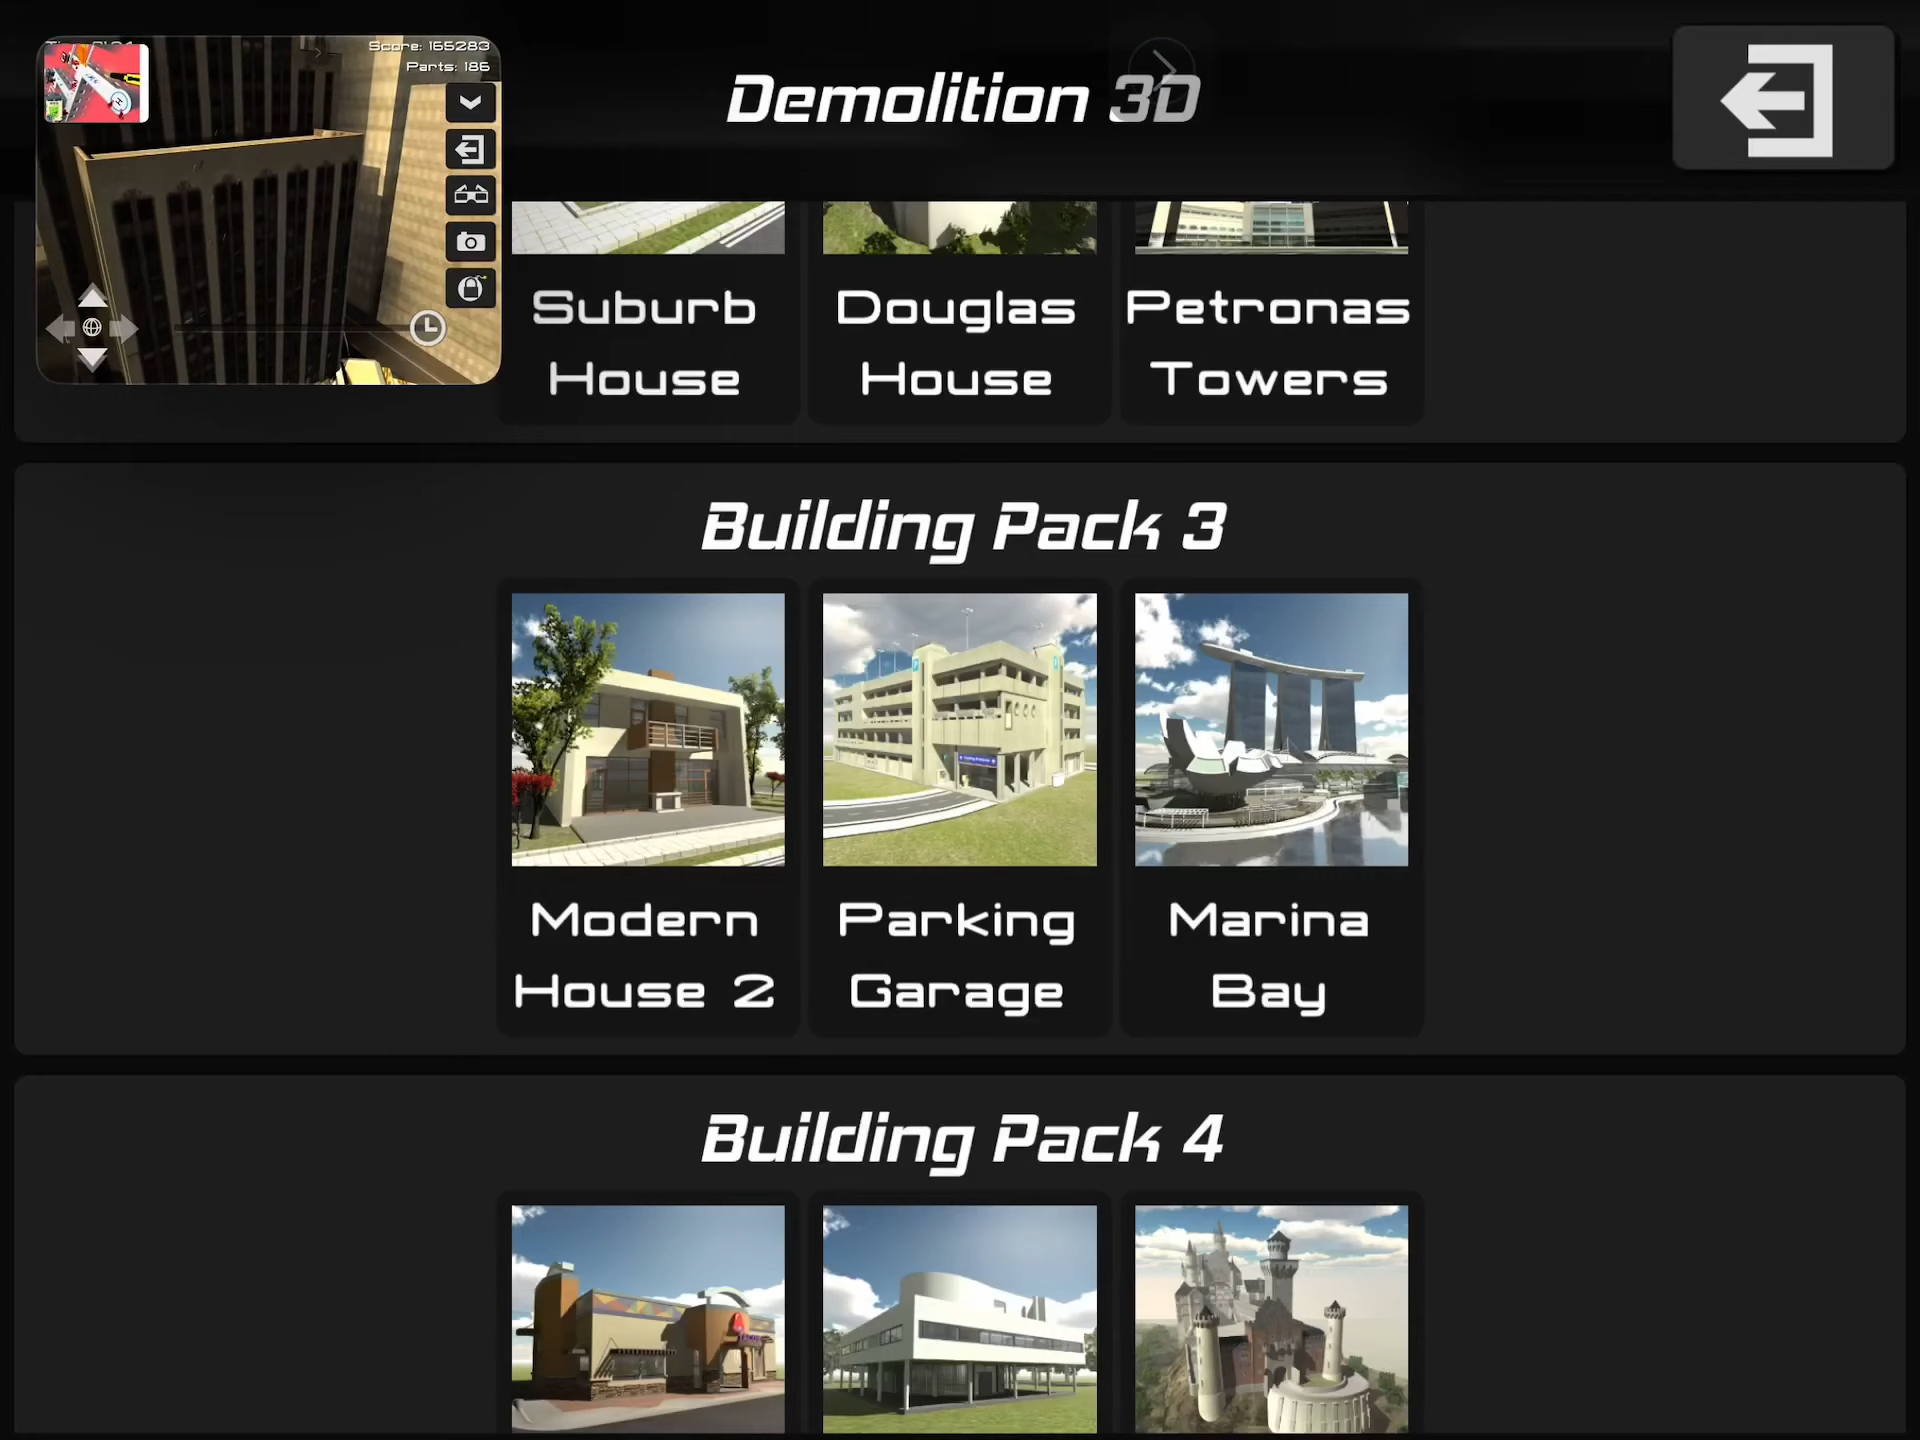 Score: 155283
Parts: 186
Demolition 3D
Suburb
House
Douglas
House
Petronas
Towers
Building Pack 3
Modern
House 2
Parking
Garage
Marina
Bay
Building Pack 4